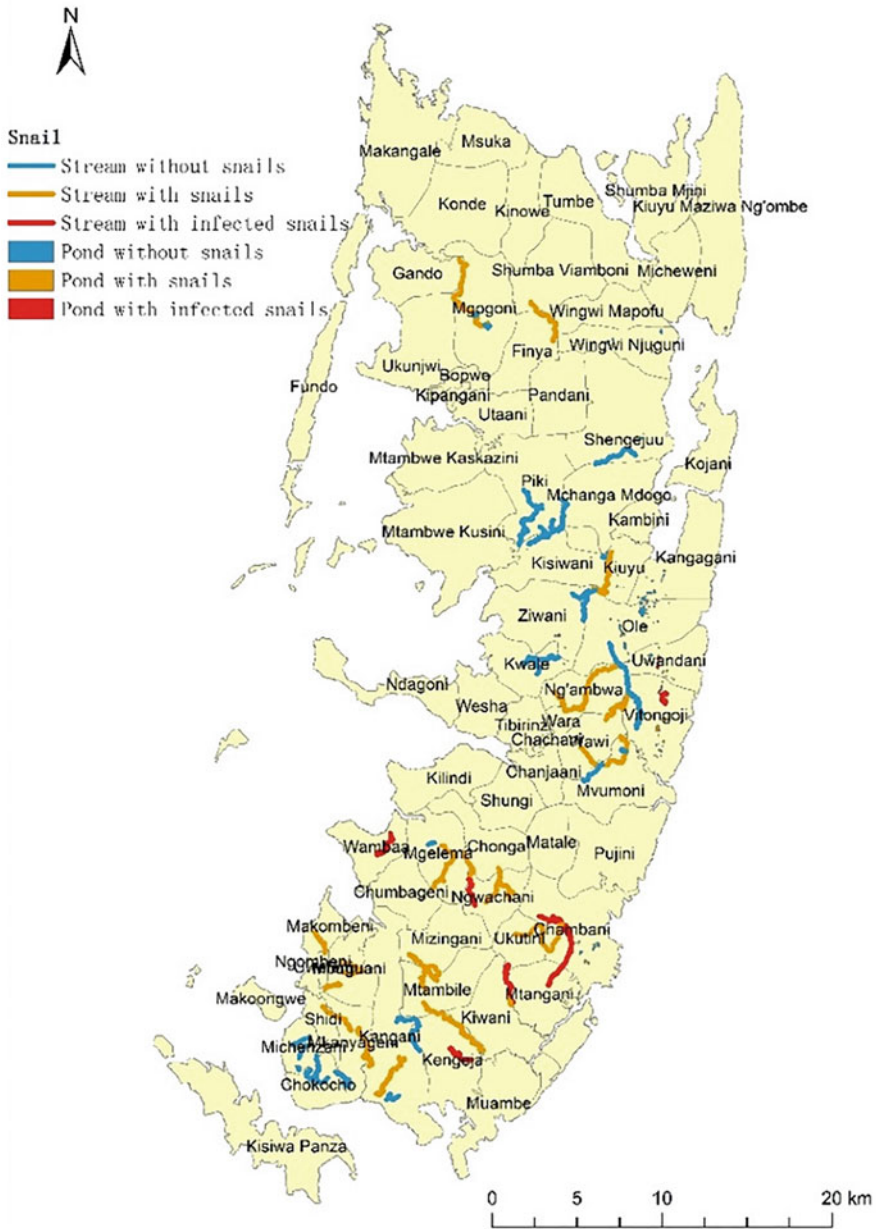 N
Snail
Stream without snails
Stream with snails
Stream with infected snails
Pond without snails
Pond with snails
Pond with infected snails
Msuka
Makangale
Shumba Mjini
Konde
Tumbe
Kinowe
Kiuyu Maziwa Ng'ombe
Gando
Shumba Viamboni
Micheweni
Mgogoni
Wingwi Mapofu
Finya
Wingwi Njuguni
Ukunjwi
Bopwe
Fundo
Kipangani
Pandani
Utaani
Shengejuu
Mtambwe Kaskazini
Kojani
Piki
Mchanga Mdogo
Kambini
Mtambwe Kusini
Kangagani
Kisiwani
Kiuyu
Ziwani
Ole
Kwale
Uwandani
Ndagoni
Ng'ambwa
Wesha
Vitongoji
Tibirinzi
Wara
Wawi
Chanjaani
Kilindi
Mvumoni
Shungi
Wambaa
Mgelema
Chonga
Matale
Pujini
Chumbageni
Ngwachani
Makombeni
Mizingani
Ukutini
Chambani
Ngombeni
Makoongwe
Mtambile
Mtangani
Shidi
Kiwani
Michenzani
Mkanyageni
Kangani
Kengeja
Chokocho
Muambe
Kisiwa Panza
0 5 10 20 km